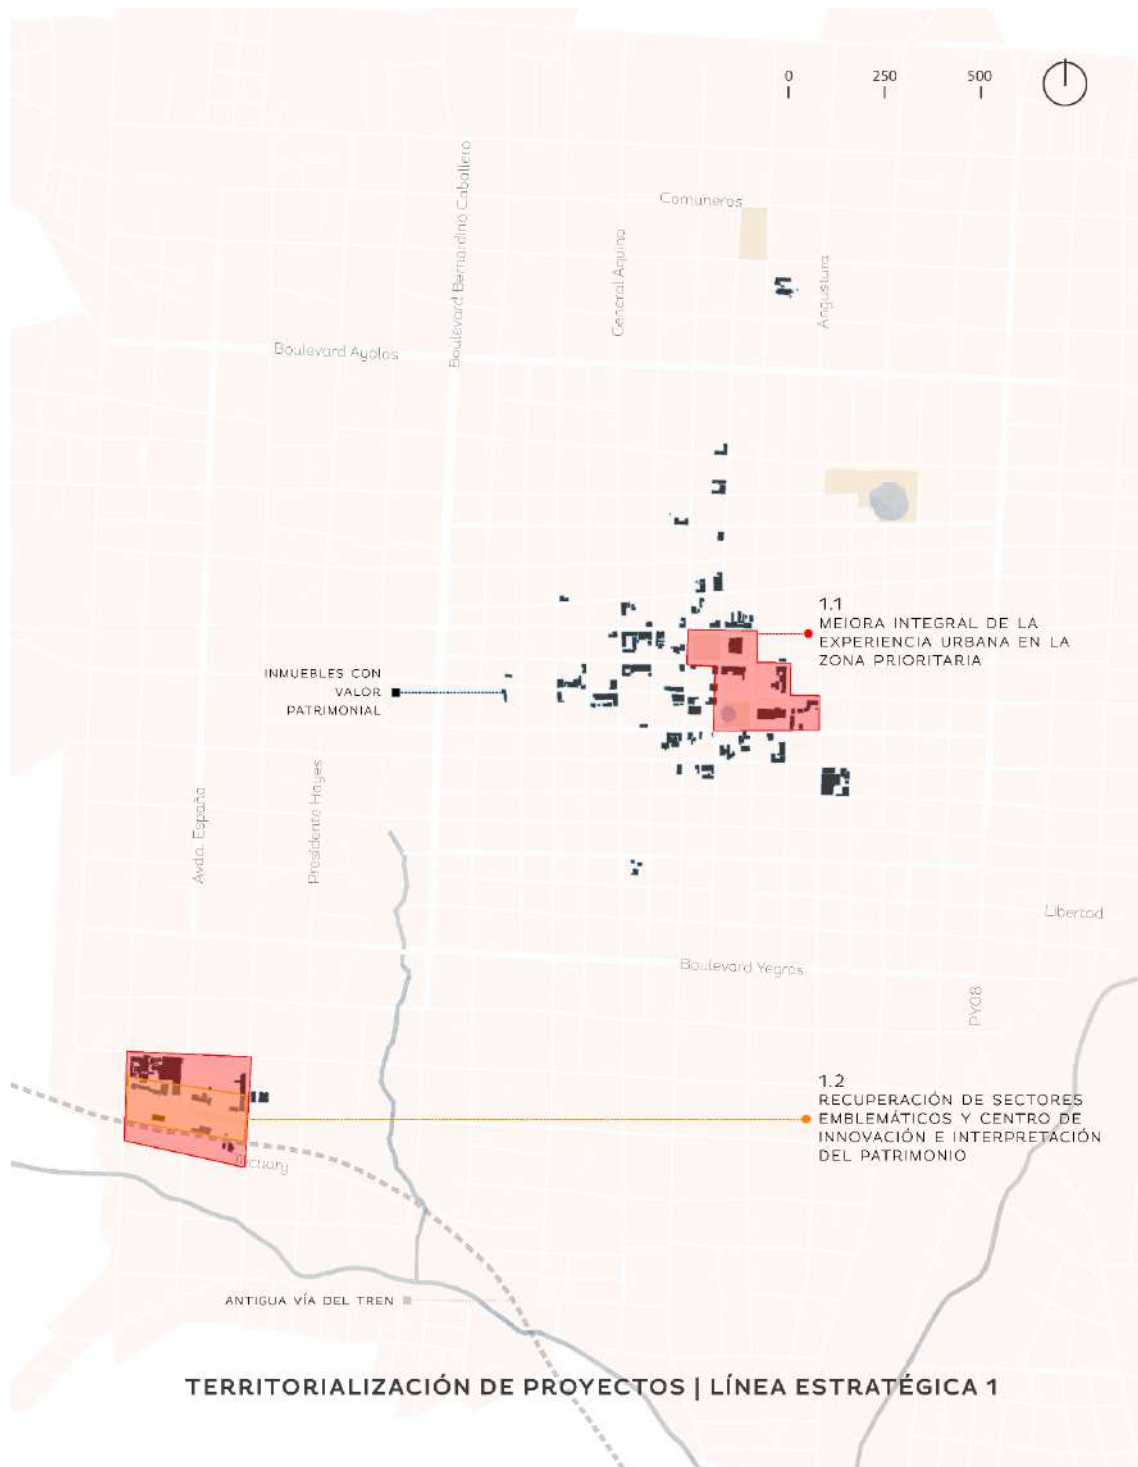 0 250 500
Comuneros
Boulevard Bernardino Caballero
General Aquino
Angustura
Boulevard Ayolas
1.1
MEJORA INTEGRAL DE LA
EXPERIENCIA URBANA EN LA
ZONA PRIORITARIA
INMUEBLES CON
VALOR
PATRIMONIAL
Avda. España
Presidente Hayes
Libertad
Boulevard Yegros
PY08
1.2
RECUPERACIÓN DE SECTORES
EMBLEMÁTICOS Y CENTRO DE
INNOVACIÓN E INTERPRETACIÓN
DEL PATRIMONIO
ANTIGUA VÍA DEL TREN
TERRITORIALIZACIÓN DE PROYECTOS | LÍNEA ESTRATÉGICA 1